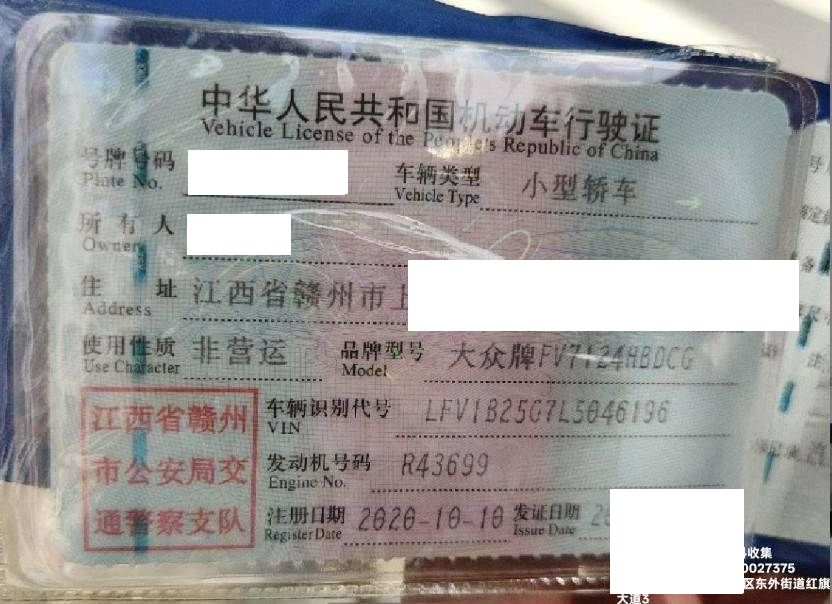 中华人民共和国机动车行驶证
Vehicle License of the People's Republic of China
号牌号码 车辆类型 小型轿车
Plate No. Vehicle Type
所有人
Owner
住址 江西省赣州市上
Address
使用性质 非营运 品牌型号 大众牌FV7124HBDCG
Use Character Model
江西省赣州 车辆识别代号 LFV1B25G7L5046196
VIN
市公安局交 发动机号码 R43699
Engine No.
通警察支队 注册日期 2020-10-10 发证日期 2
Register Date Issue Date
收集
0027375
区东外街道红旗
大道3